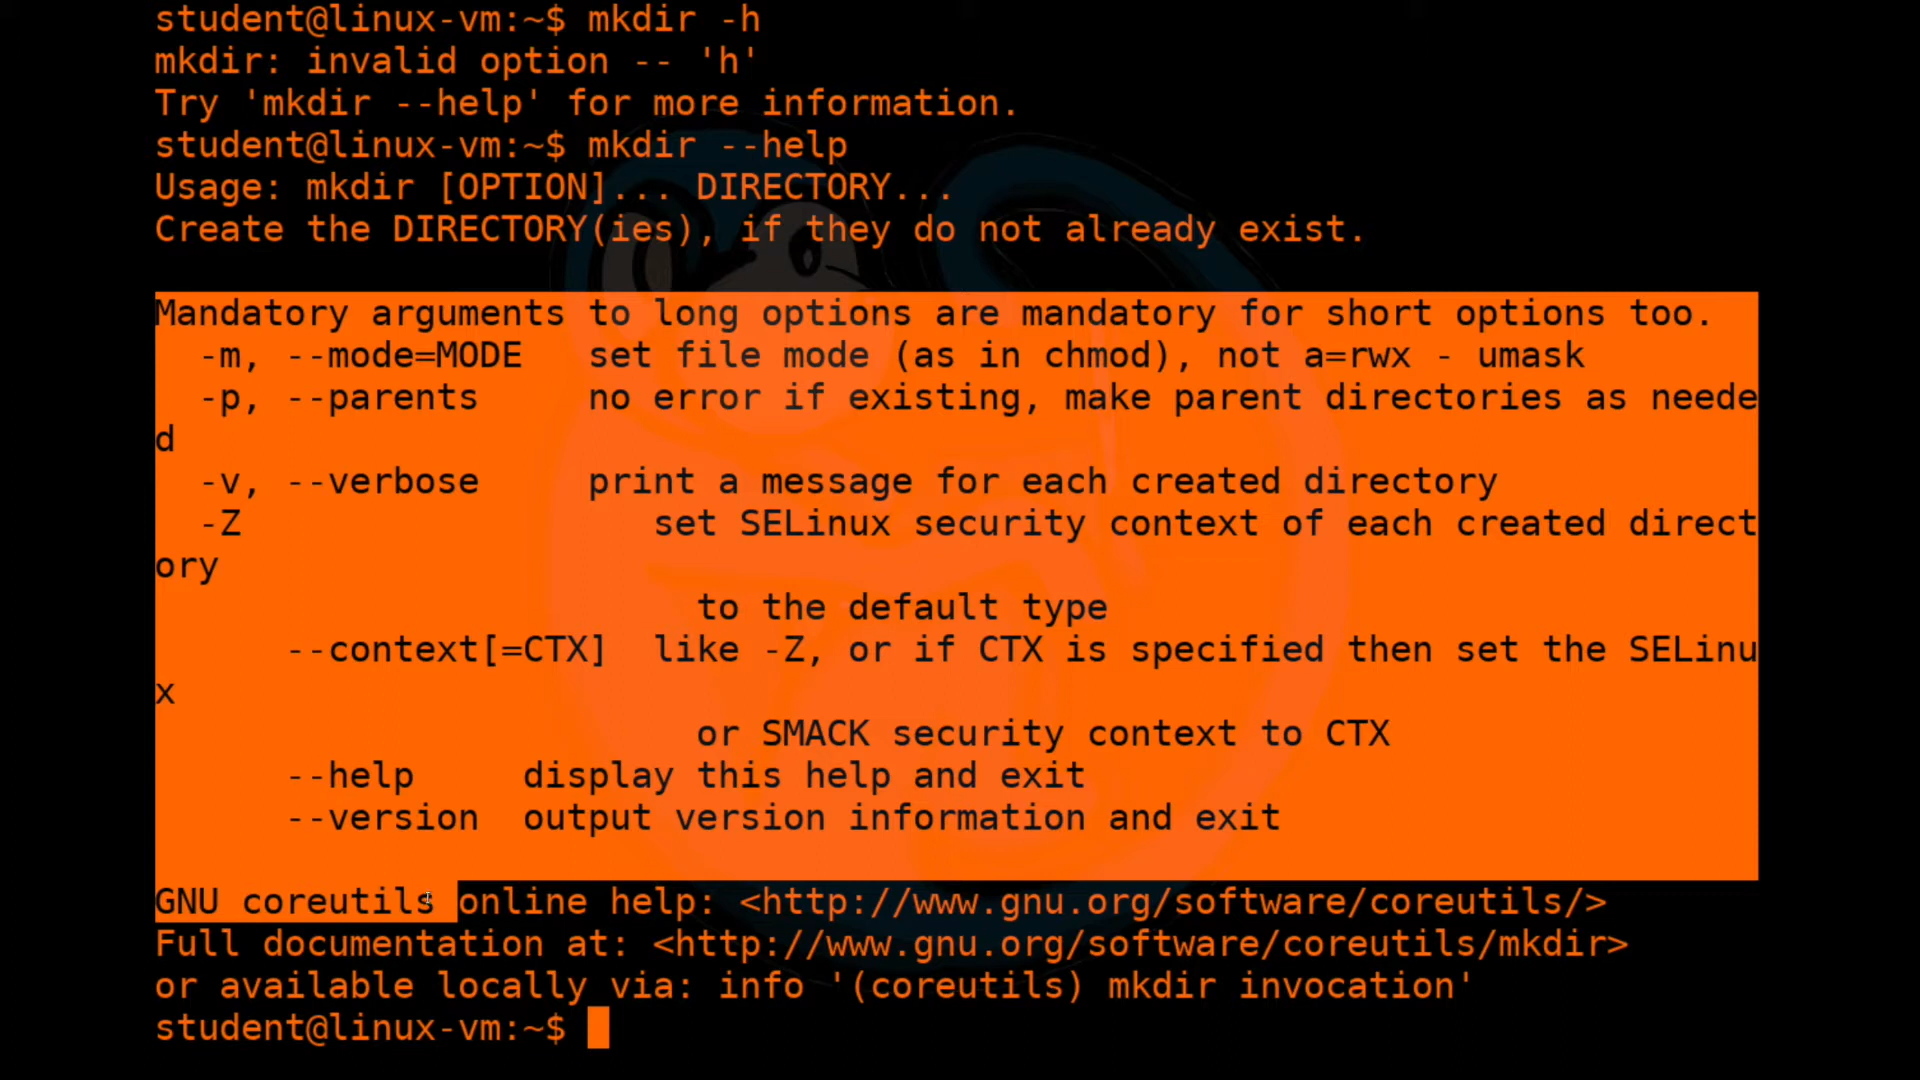 student@linux-vm:~$ mkdir -h
mkdir: invalid option -- 'h'
Try 'mkdir --help' for more information.
student@linux-vm:~$ mkdir --help
Usage: mkdir [OPTION]... DIRECTORY...
Create the DIRECTORY(ies), if they do not already exist.

Mandatory arguments to long options are mandatory for short options too.
  -m, --mode=MODE   set file mode (as in chmod), not a=rwx - umask
  -p, --parents     no error if existing, make parent directories as neede
d
  -v, --verbose     print a message for each created directory
  -Z                   set SELinux security context of each created direct
ory
                         to the default type
      --context[=CTX]  like -Z, or if CTX is specified then set the SELinu
x
                         or SMACK security context to CTX
      --help     display this help and exit
      --version  output version information and exit

GNU coreutils online help: <http://www.gnu.org/software/coreutils/>
Full documentation at: <http://www.gnu.org/software/coreutils/mkdir>
or available locally via: info '(coreutils) mkdir invocation'
student@linux-vm:~$